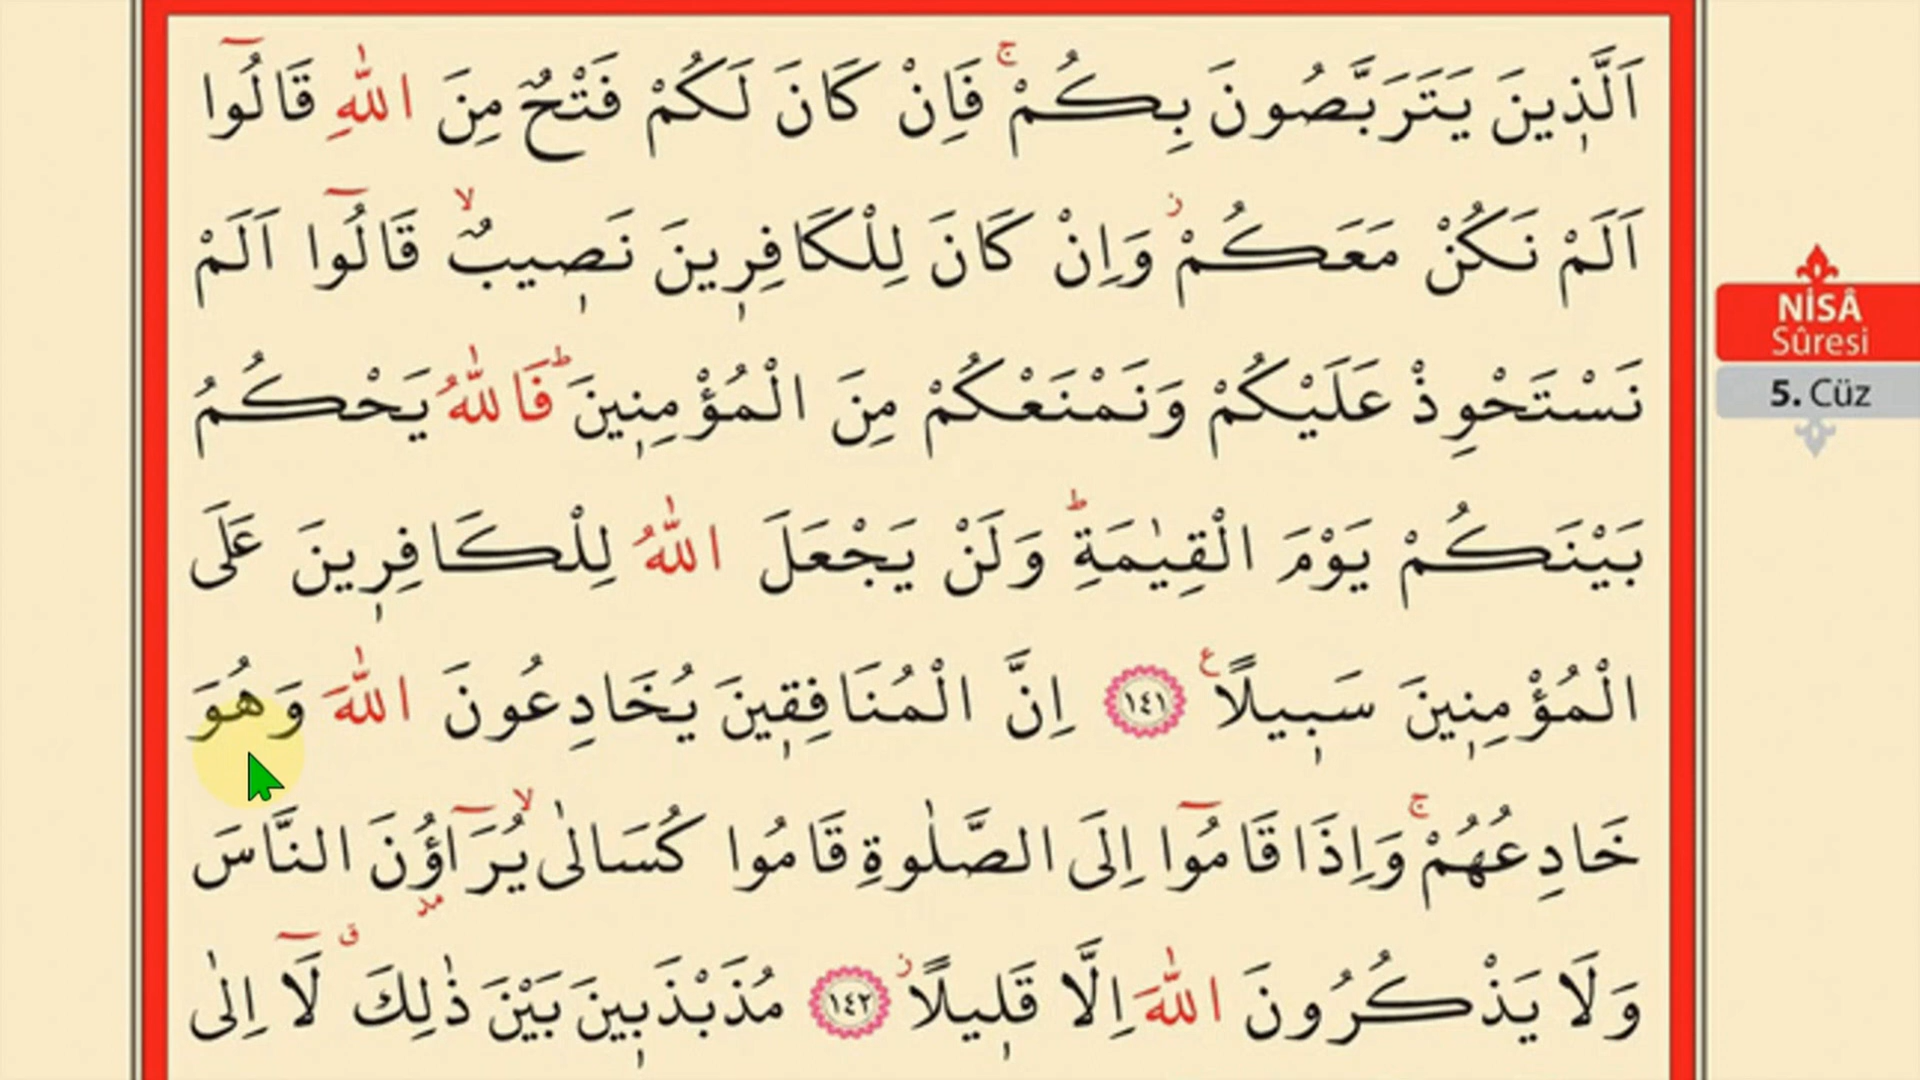 اَلَّذ۪ينَ يَتَرَبَّصُونَ بِكُمْۚ فَاِنْ كَانَ لَكُمْ فَتْحٌ مِنَ اللّٰهِ قَالُٓوا
اَلَمْ نَكُنْ مَعَكُمْۘ وَاِنْ كَانَ لِلْكَافِر۪ينَ نَص۪يبٌۙ قَالُٓوا اَلَمْ
نَسْتَحْوِذْ عَلَيْكُمْ وَنَمْنَعْكُمْ مِنَ الْمُؤْمِن۪ينَۜ فَاللّٰهُ يَحْكُمُ
بَيْنَكُمْ يَوْمَ الْقِيٰمَةِۜ وَلَنْ يَجْعَلَ اللّٰهُ لِلْكَافِر۪ينَ عَلَى
الْمُؤْمِن۪ينَ سَب۪يلًا۟ ﴿١٤١﴾ اِنَّ الْمُنَافِق۪ينَ يُخَادِعُونَ اللّٰهَ وَهُوَ
خَادِعُهُمْۚ وَاِذَا قَامُٓوا اِلَى الصَّلٰوةِ قَامُوا كُسَالٰىۙ يُرَٓاؤُ۫نَ النَّاسَ
وَلَا يَذْكُرُونَ اللّٰهَ اِلَّا قَل۪يلًاۘ ﴿١٤٢﴾ مُذَبْذَب۪ينَ بَيْنَ ذٰلِكَۗ لَٓا اِلٰى
NİSÂ
Sûresi
5. Cüz